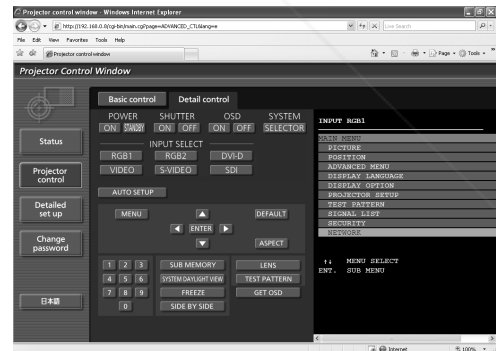 Projector control window - Windows Internet Explorer
http://192.168.0.8/cgi-bin/main.cgi?page=ADVANCED_CTL&lang=e
Live Search
File Edit View Favorites Tools Help
Projector control window
Page Tools
Projector Control Window
Basic control Detail control
POWER SHUTTER OSD SYSTEM
ON STANDBY ON OFF ON OFF SELECTOR
INPUT SELECT
RGB1 RGB2 DVI-D
VIDEO S-VIDEO SDI
AUTO SETUP
MENU DEFAULT
ENTER
ASPECT
1 2 3 SUB MEMORY LENS
4 5 6 SYSTEM DAYLIGHT VIEW TEST PATTERN
7 8 9 FREEZE GET OSD
0 SIDE BY SIDE
Status
Projector
control
Detailed
set up
Change
password
日本語
INPUT RGB1
MAIN MENU
PICTURE
POSITION
ADVANCED MENU
DISPLAY LANGUAGE
DISPLAY OPTION
PROJECTOR SETUP
TEST PATTERN
SIGNAL LIST
SECURITY
NETWORK
↑↓ MENU SELECT
ENT. SUB MENU
Internet 100%